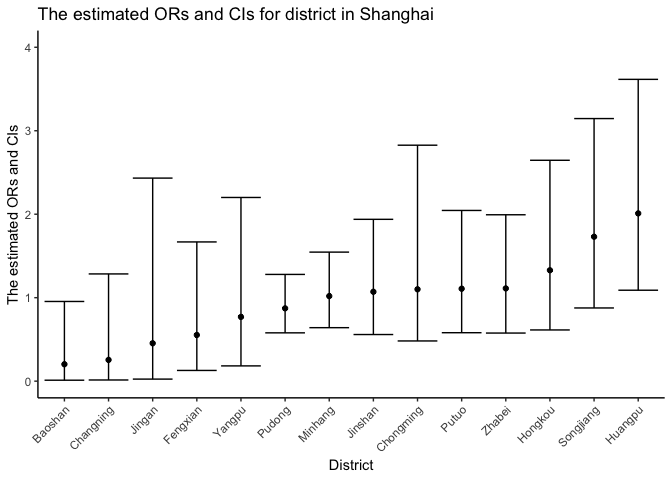 The estimated ORs and CIs for district in Shanghai
The estimated ORs and CIs
4
3
2
1
0
Baoshan
Changning
Jingan
Fengxian
Yangpu
Pudong
Minhang
Jinshan
Chongming
Putuo
Zhabei
Hongkou
Songjiang
Huangpu
District